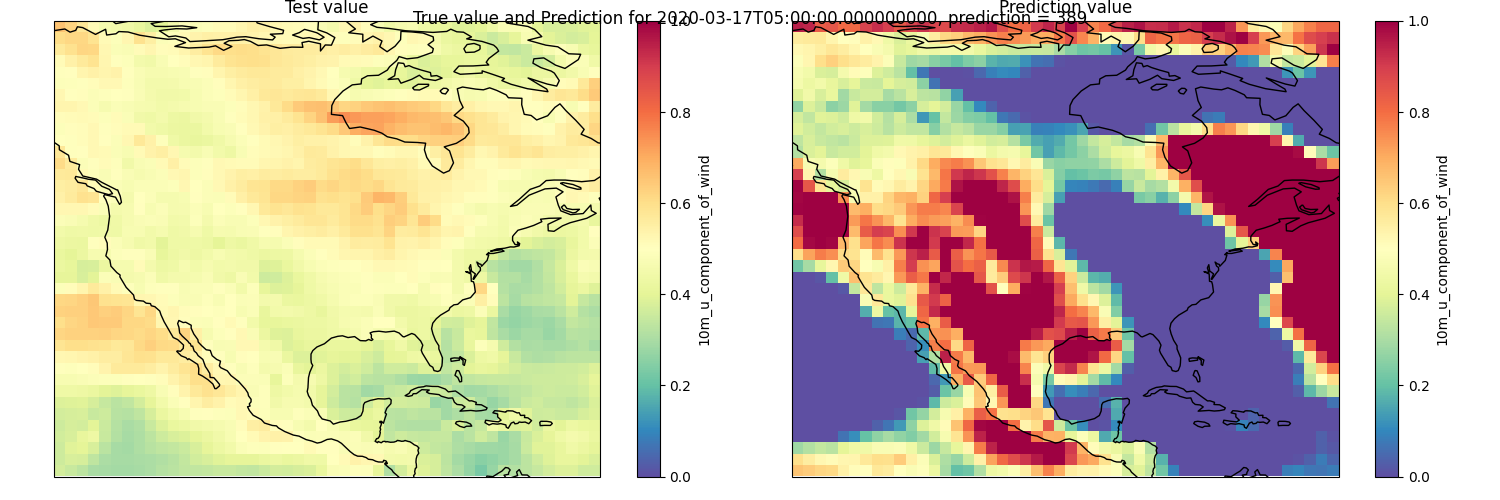 Test value
Prediction value
True value and Prediction for 2020-03-17T05:00:00.000000000, prediction = 389
1.0
0.8
0.6
0.4
0.2
0.0
10m_u_component_of_wind
1.0
0.8
0.6
0.4
0.2
0.0
10m_u_component_of_wind